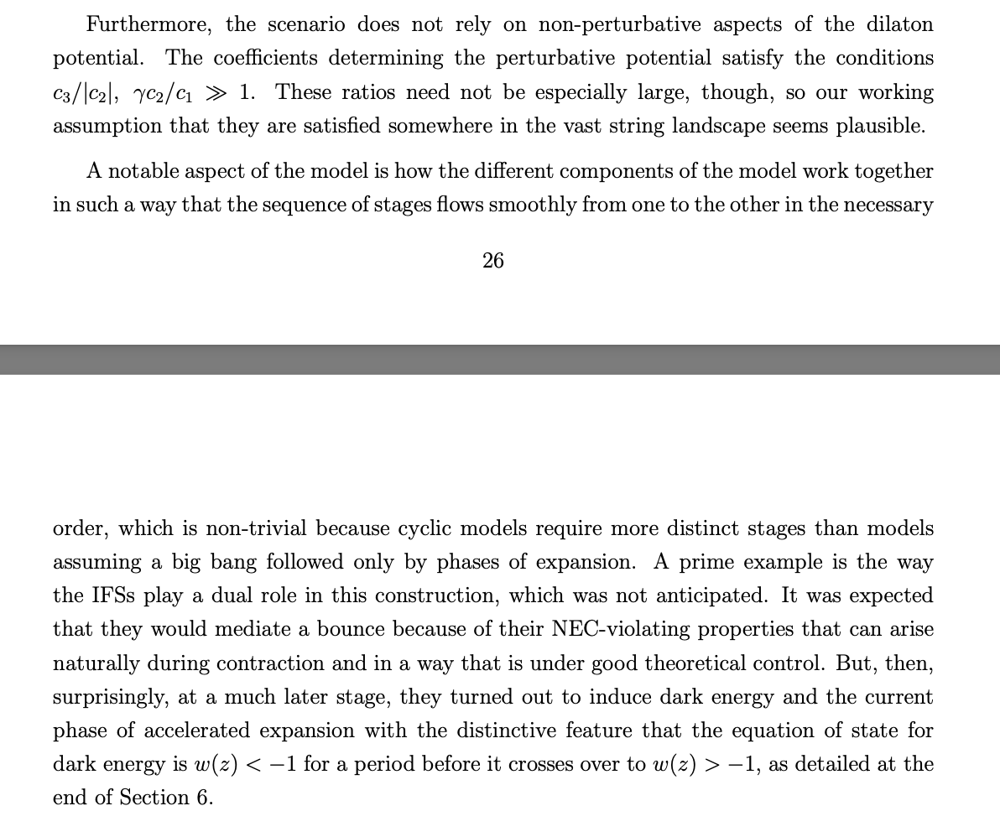 Furthermore, the scenario does not rely on non-perturbative aspects of the dilaton
potential. The coefficients determining the perturbative potential satisfy the conditions
c₃/|c₂|, γc₂/c₁ ≫ 1. These ratios need not be especially large, though, so our working
assumption that they are satisfied somewhere in the vast string landscape seems plausible.
A notable aspect of the model is how the different components of the model work together
in such a way that the sequence of stages flows smoothly from one to the other in the necessary
26
order, which is non-trivial because cyclic models require more distinct stages than models
assuming a big bang followed only by phases of expansion. A prime example is the way
the IFSs play a dual role in this construction, which was not anticipated. It was expected
that they would mediate a bounce because of their NEC-violating properties that can arise
naturally during contraction and in a way that is under good theoretical control. But, then,
surprisingly, at a much later stage, they turned out to induce dark energy and the current
phase of accelerated expansion with the distinctive feature that the equation of state for
dark energy is w(z) < −1 for a period before it crosses over to w(z) > −1, as detailed at the
end of Section 6.